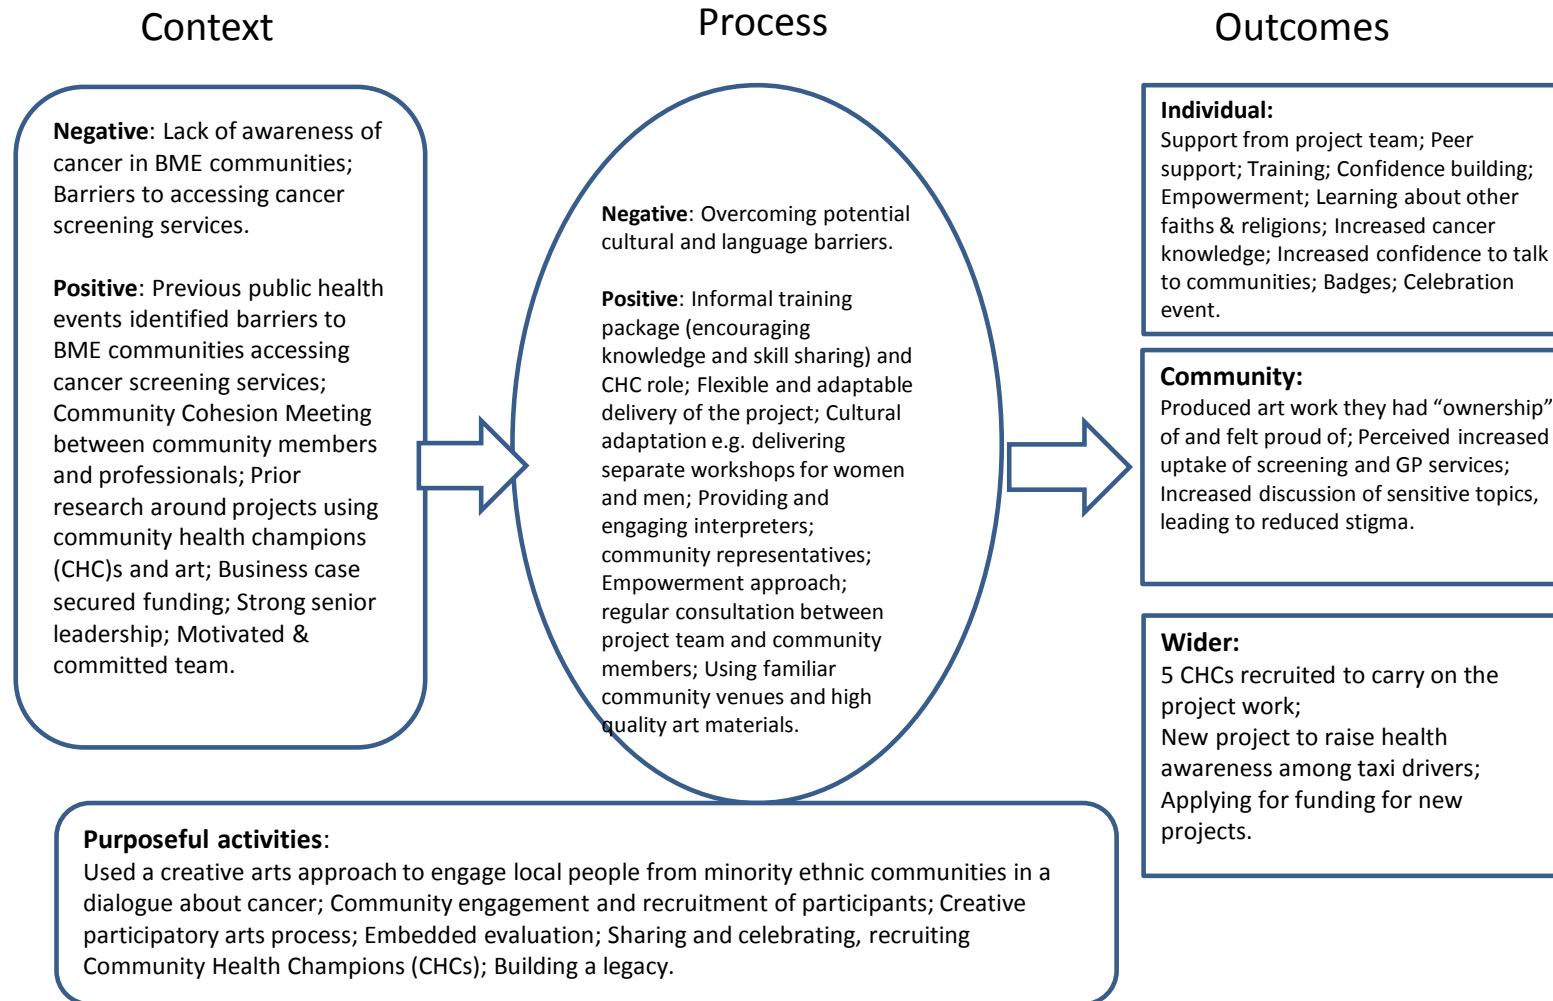 Context
Process
Outcomes
Negative: Lack of awareness of
cancer in BME communities;
Barriers to accessing cancer
screening services.
Positive: Previous public health
events identified barriers to
BME communities accessing
cancer screening services;
Community Cohesion Meeting
between community members
and professionals; Prior
research around projects using
community health champions
(CHC)s and art; Business case
secured funding; Strong senior
leadership; Motivated &
committed team.
Negative: Overcoming potential
cultural and language barriers.
Positive: Informal training
package (encouraging
knowledge and skill sharing) and
CHC role; Flexible and adaptable
delivery of the project; Cultural
adaptation e.g. delivering
separate workshops for women
and men; Providing and
engaging interpreters;
community representatives;
Empowerment approach;
regular consultation between
project team and community
members; Using familiar
community venues and high
quality art materials.
Individual:
Support from project team; Peer
support; Training; Confidence building;
Empowerment; Learning about other
faiths & religions; Increased cancer
knowledge; Increased confidence to talk
to communities; Badges; Celebration
event.
Community:
Produced art work they had “ownership”
of and felt proud of; Perceived increased
uptake of screening and GP services;
Increased discussion of sensitive topics,
leading to reduced stigma.
Wider:
5 CHCs recruited to carry on the
project work;
New project to raise health
awareness among taxi drivers;
Applying for funding for new
projects.
Purposeful activities:
Used a creative arts approach to engage local people from minority ethnic communities in a
dialogue about cancer; Community engagement and recruitment of participants; Creative
participatory arts process; Embedded evaluation; Sharing and celebrating, recruiting
Community Health Champions (CHCs); Building a legacy.